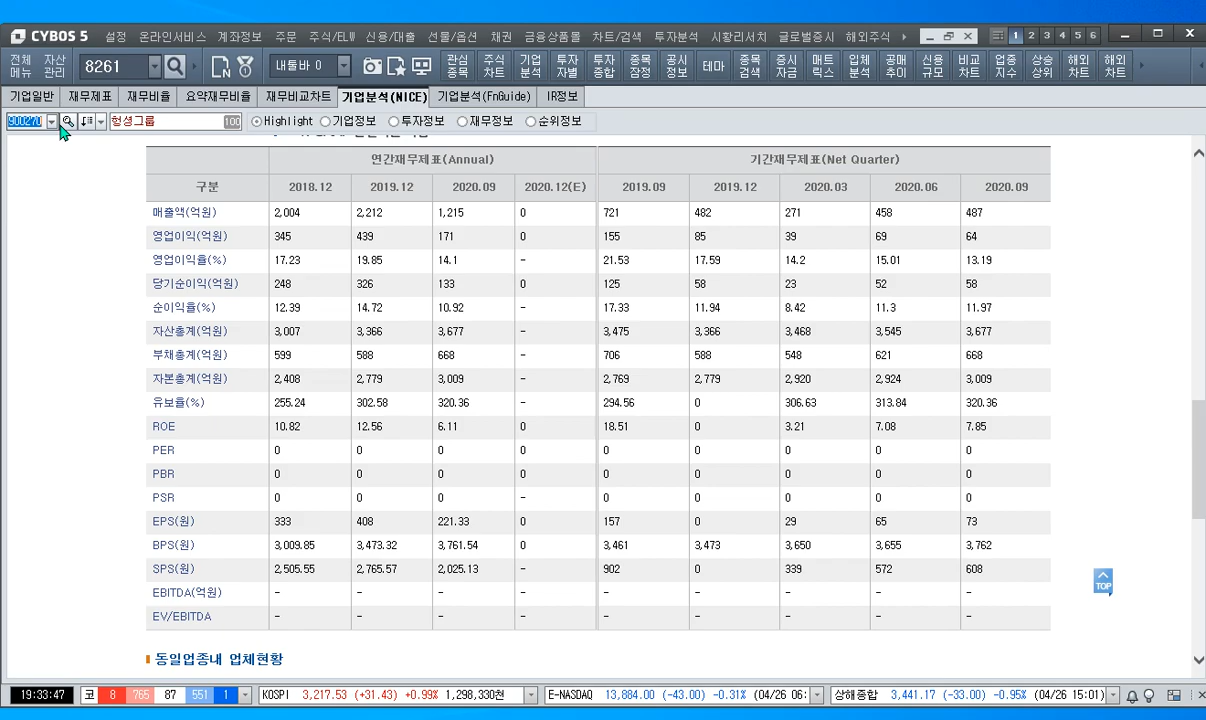 CYBOS 5 설정 온라인서비스 계좌정보 주문 주식/ELW 신용/대출 선물/옵션 채권 금융상품몰 차트/검색 투자분석 시황리서치 글로벌증시 해외주식 1 2 3 4 5 6
전체메뉴 자산관리 8261 내툴바 0 관심종목 주식차트 기업분석 투자자별 투자종합 종목잠정 공시정보 테마 종목검색 증시자금 매트릭스 입체분석 공매추이 신용규모 비교차트 업종지수 상승상위 해외차트 해외차트
기업일반 재무제표 재무비율 요약재무비율 재무비교차트 기업분석(NICE) 기업분석(FnGuide) IR정보
900270 헝셩그룹 100 Highlight 기업정보 투자정보 재무정보 순위정보
연간재무제표(Annual) 기간재무제표(Net Quarter)
구분 2018.12 2019.12 2020.09 2020.12(E) 2019.09 2019.12 2020.03 2020.06 2020.09
매출액(억원) 2,004 2,212 1,215 0 721 482 271 458 487
영업이익(억원) 345 439 171 0 155 85 39 69 64
영업이익률(%) 17.23 19.85 14.1 - 21.53 17.59 14.2 15.01 13.19
당기순이익(억원) 248 326 133 0 125 58 23 52 58
순이익률(%) 12.39 14.72 10.92 - 17.33 11.94 8.42 11.3 11.97
자산총계(억원) 3,007 3,366 3,677 - 3,475 3,366 3,468 3,545 3,677
부채총계(억원) 599 588 668 - 706 588 548 621 668
자본총계(억원) 2,408 2,779 3,009 - 2,769 2,779 2,920 2,924 3,009
유보율(%) 255.24 302.58 320.36 - 294.56 0 306.63 313.84 320.36
ROE 10.82 12.56 6.11 - 18.51 0 3.21 7.08 7.85
PER 0 0 0 0 0 0 0 0 0
PBR 0 0 0 0 0 0 0 0 0
PSR 0 0 0 - 0 0 0 0 0
EPS(원) 333 408 221.33 0 157 0 29 65 73
BPS(원) 3,009.85 3,473.32 3,761.54 0 3,461 3,473 3,650 3,655 3,762
SPS(원) 2,505.55 2,765.57 2,025.13 - 902 0 339 572 608
EBITDA(억원) - - - - - - - - -
EV/EBITDA - - - - - - - - -
TOP
동일업종내 업체현황
19:33:47 코 8 765 87 551 1 KOSPI 3,217.53 (+31.43) +0.99% 1,298,330천 E-NASDAQ 13,884.00 (-43.00) -0.31% (04/26 06: 상해종합 3,441.17 (-33.00) -0.95% (04/26 15:01)